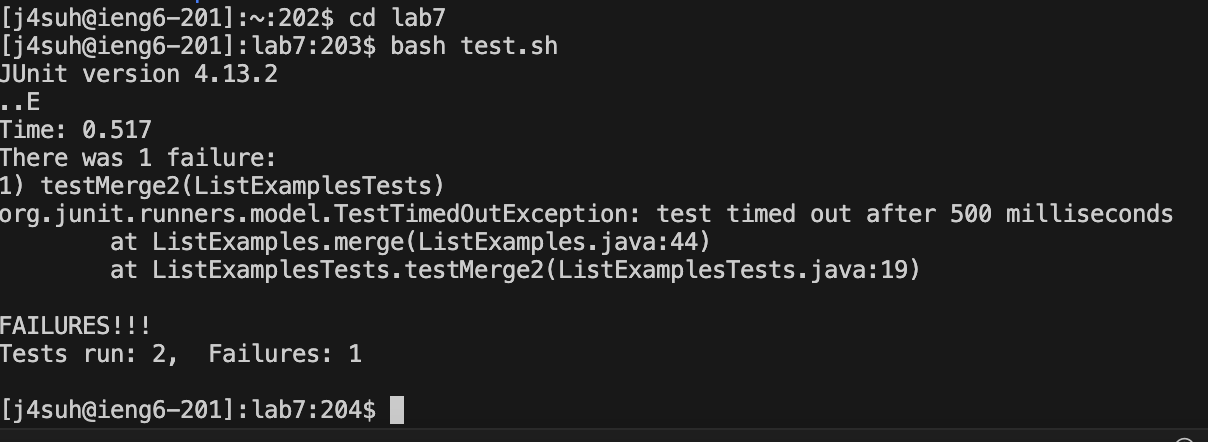 [j4suh@ieng6-201]:~:202$ cd lab7
[j4suh@ieng6-201]:lab7:203$ bash test.sh
JUnit version 4.13.2
..E
Time: 0.517
There was 1 failure:
1) testMerge2(ListExamplesTests)
org.junit.runners.model.TestTimedOutException: test timed out after 500 milliseconds
        at ListExamples.merge(ListExamples.java:44)
        at ListExamplesTests.testMerge2(ListExamplesTests.java:19)

FAILURES!!!
Tests run: 2,  Failures: 1

[j4suh@ieng6-201]:lab7:204$